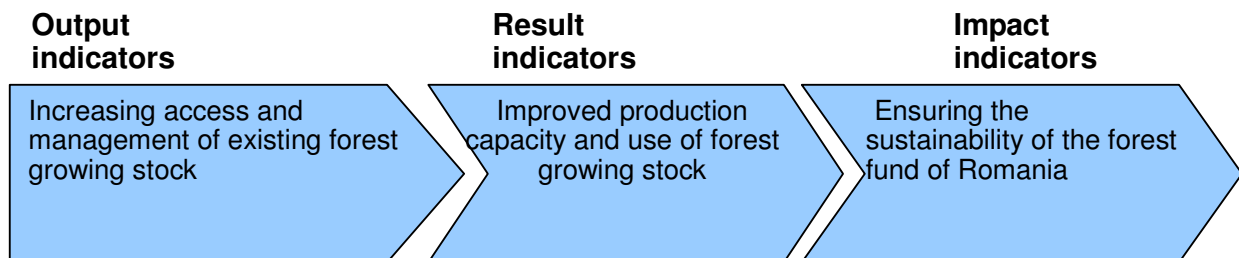 Output
indicators
Increasing access and
management of existing forest
growing stock
Result
indicators
Improved production
capacity and use of forest
growing stock
Impact
indicators
Ensuring the
sustainability of the forest
fund of Romania